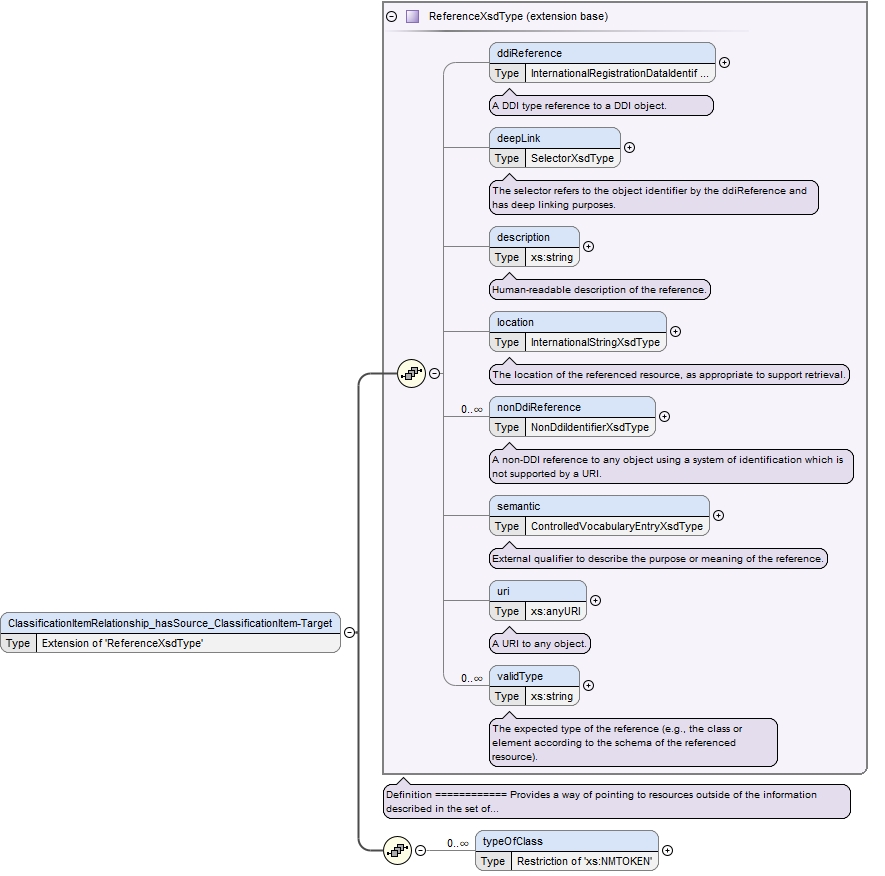 ReferenceXsdType (extension base)
ddiReference
Type InternationalRegistrationDataIdentif ...
A DDI type reference to a DDI object.
deepLink
Type SelectorXsdType
The selector refers to the object identifier by the ddiReference and
has deep linking purposes.
description
Type xs:string
Human-readable description of the reference.
location
Type InternationalStringXsdType
The location of the referenced resource, as appropriate to support retrieval.
0..∞
nonDdiReference
Type NonDdiIdentifierXsdType
A non-DDI reference to any object using a system of identification which is
not supported by a URI.
semantic
Type ControlledVocabularyEntryXsdType
External qualifier to describe the purpose or meaning of the reference.
uri
Type xs:anyURI
A URI to any object.
ClassificationItemRelationship_hasSource_ClassificationItem-Target
Type Extension of 'ReferenceXsdType'
0..∞
validType
Type xs:string
The expected type of the reference (e.g., the class or
element according to the schema of the referenced
resource).
Definition ============ Provides a way of pointing to resources outside of the information
described in the set of...
0..∞
typeOfClass
Type Restriction of 'xs:NMTOKEN'